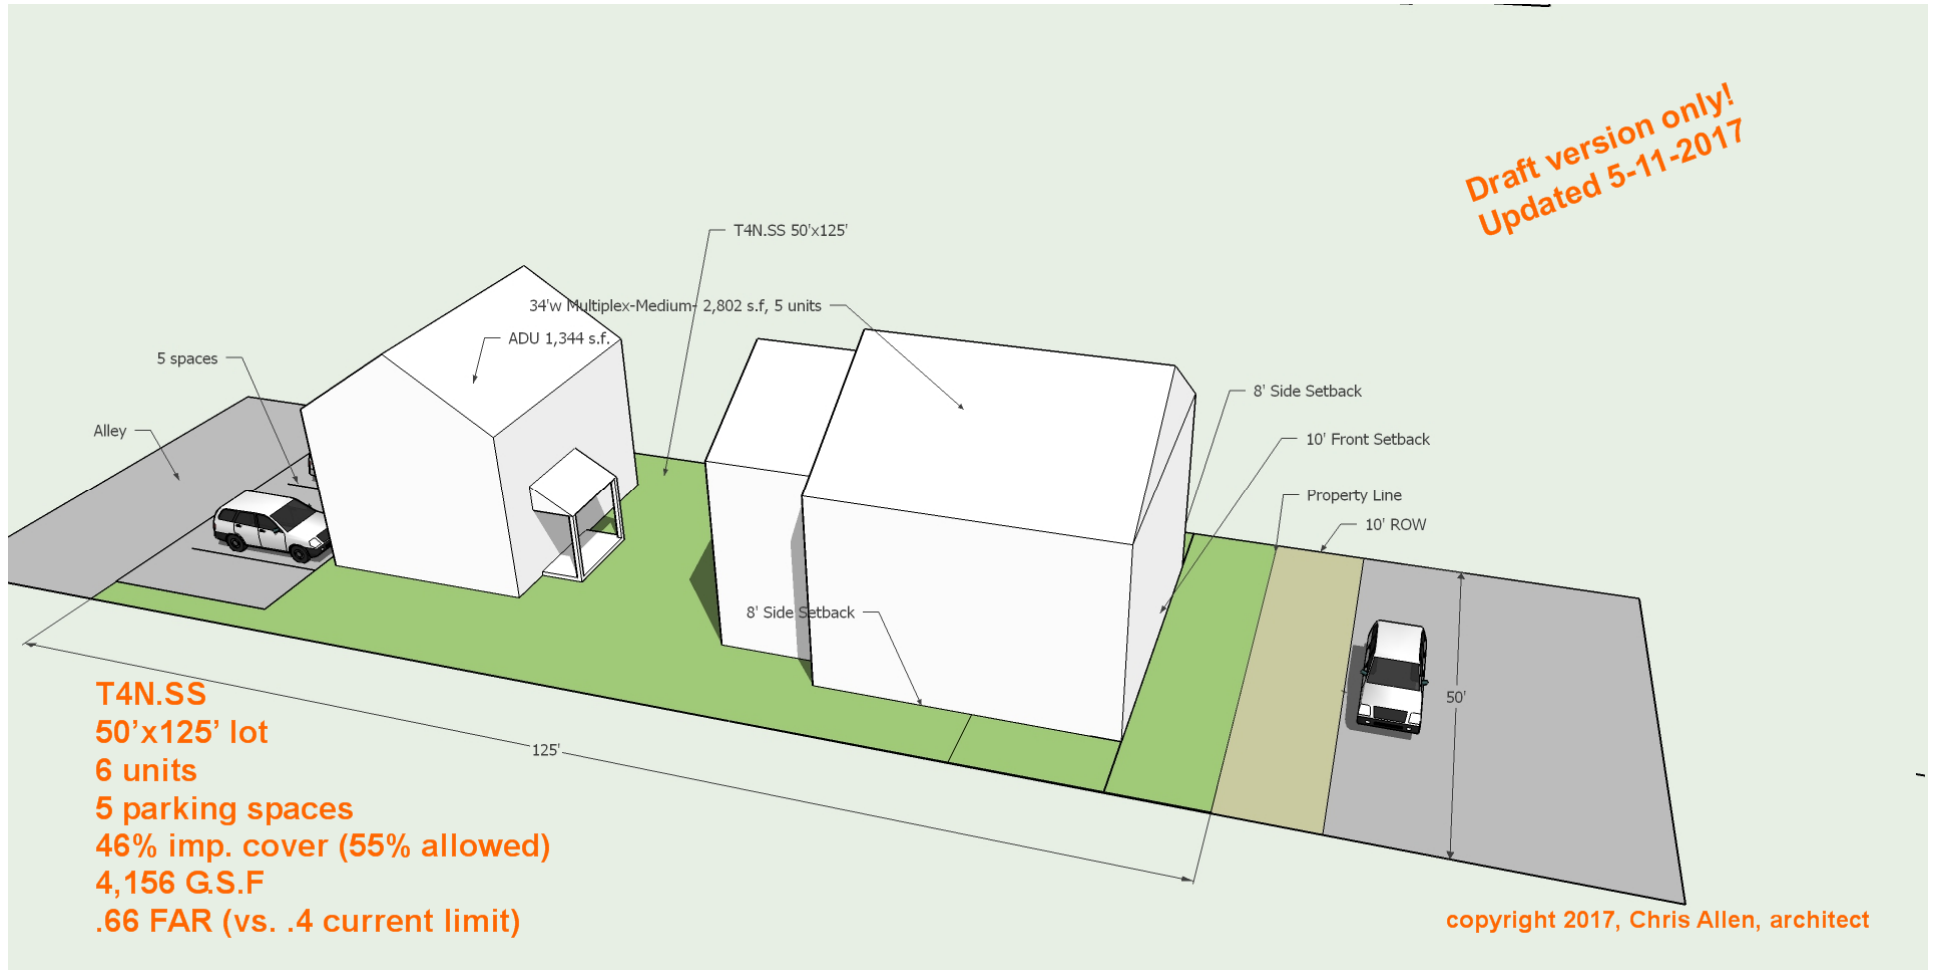 Draft version only!
Updated 5-11-2017
T4N.SS 50'x125'
34'w Multiplex-Medium- 2,802 s.f, 5 units
ADU 1,344 s.f.
5 spaces
Alley
8' Side Setback
10' Front Setback
Property Line
10' ROW
8' Side Setback
50'
125'
T4N.SS
50’x125’ lot
6 units
5 parking spaces
46% imp. cover (55% allowed)
4,156 G.S.F
.66 FAR (vs. .4 current limit)
copyright 2017, Chris Allen, architect